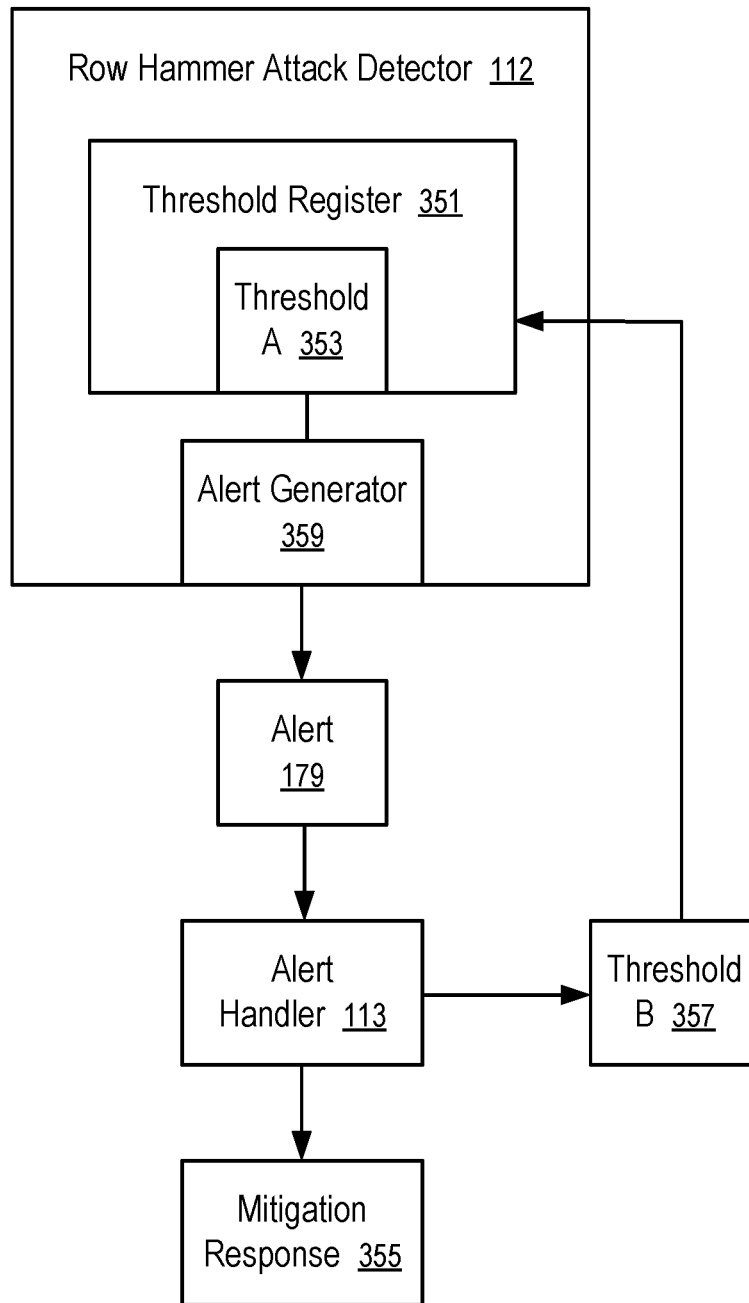 Row Hammer Attack Detector 112
Threshold Register 351
Threshold
A 353
Alert Generator
359
Alert
179
Alert
Handler 113
Threshold
B 357
Mitigation
Response 355